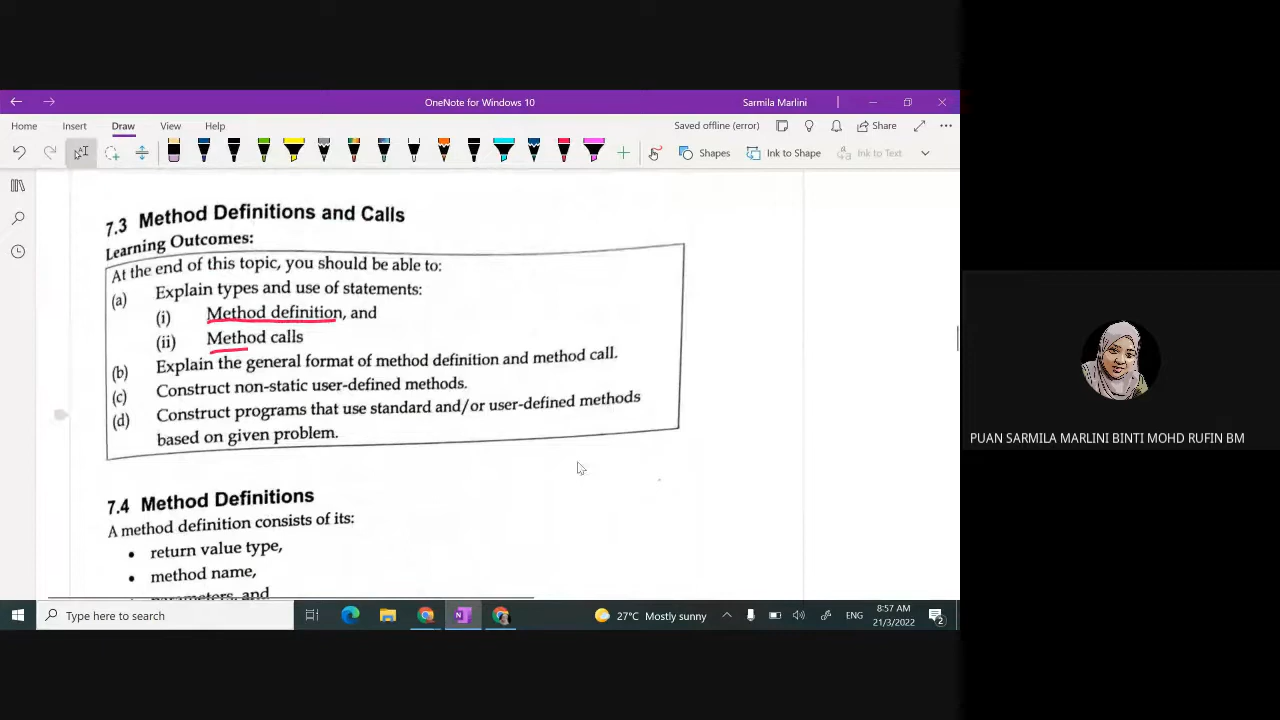 OneNote for Windows 10
Sarmila Marlini
Home Insert Draw View Help
Saved offline (error)
Share
Shapes
Ink to Shape
Ink to Text
7.3 Method Definitions and Calls
Learning Outcomes:
At the end of this topic, you should be able to:
(a) Explain types and use of statements:
(i) Method definition, and
(ii) Method calls
(b) Explain the general format of method definition and method call.
(c) Construct non-static user-defined methods.
(d) Construct programs that use standard and/or user-defined methods
based on given problem.
7.4 Method Definitions
A method definition consists of its:
• return value type,
• method name,
• parameters, and
PUAN SARMILA MARLINI BINTI MOHD RUFIN BM
Type here to search
27°C Mostly sunny
ENG
8:57 AM
21/3/2022
2